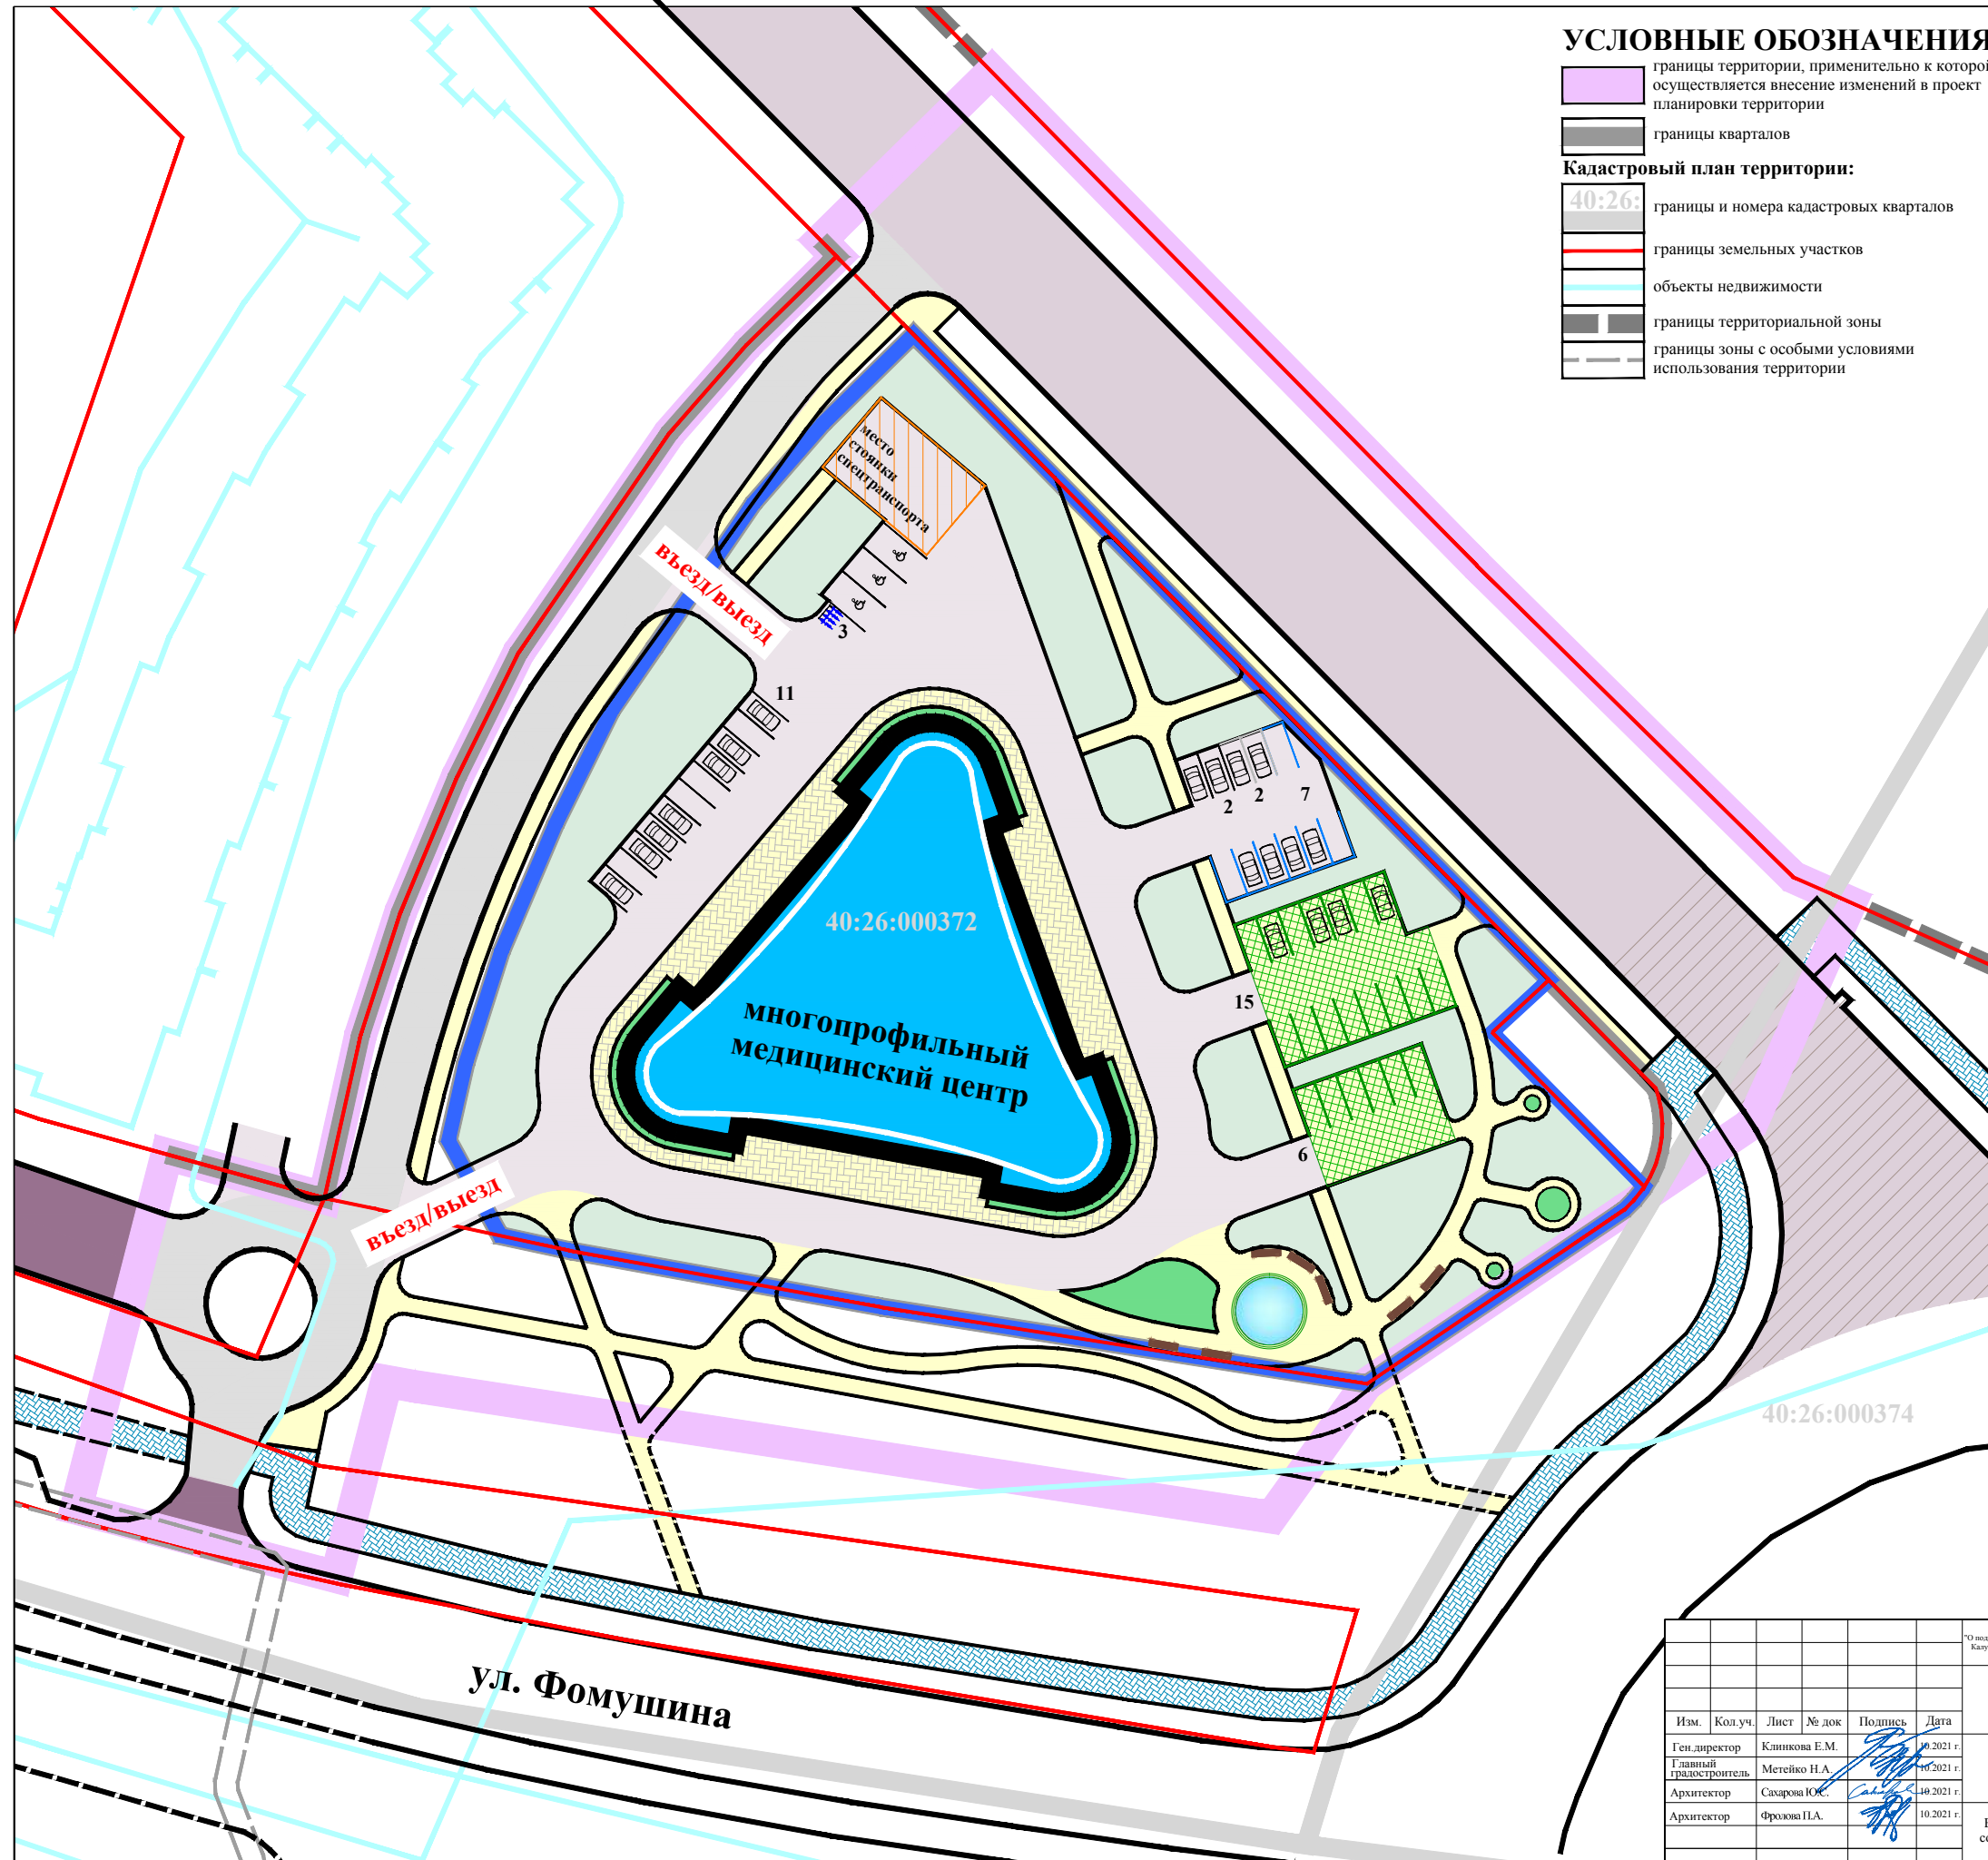 УСЛОВНЫЕ ОБОЗНАЧЕНИЯ
границы территории, применительно к которой
осуществляется внесение изменений в проект
планировки территории
границы кварталов
Кадастровый план территории:
40:26:
границы и номера кадастровых кварталов
границы земельных участков
объекты недвижимости
границы территориальной зоны
границы зоны с особыми условиями
использования территории
место
стоянки
спецтранспорта
въезд/выезд
3
11
2
2
7
40:26:000372
многопрофильный
медицинский центр
15
6
въезд/выезд
40:26:000374
ул. Фомушина
Изм. Кол.уч. Лист № док Подпись Дата
Ген.директор Клинкова Е.М. 10.2021 г.
Главный
градостроитель Метейко Н.А. 10.2021 г.
Архитектор Сахарова Ю.С. 10.2021 г.
Архитектор Фролова П.А. 10.2021 г.